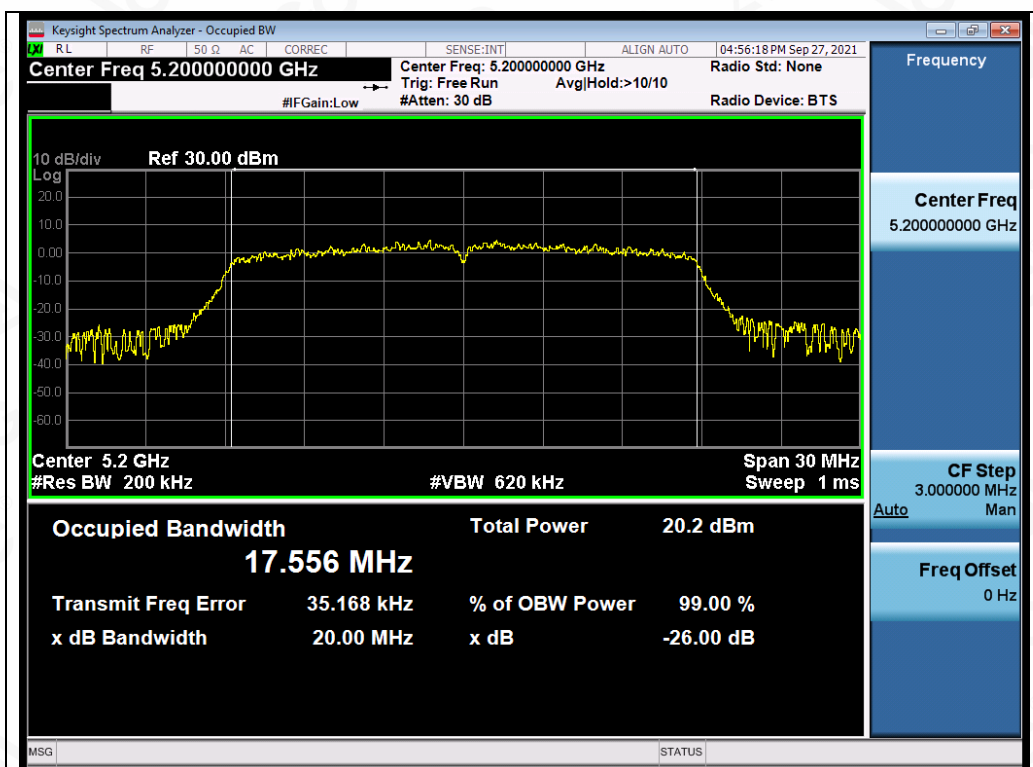 Keysight Spectrum Analyzer - Occupied BW
LXI RL RF 50 Ω AC CORREC SENSE:INT ALIGN AUTO 04:56:18 PM Sep 27, 2021
Center Freq 5.200000000 GHz Center Freq: 5.200000000 GHz Radio Std: None Frequency
Trig: Free Run Avg|Hold:>10/10
#IFGain:Low #Atten: 30 dB Radio Device: BTS
10 dB/div Ref 30.00 dBm
Log
20.0
10.0
0.00
-10.0
-20.0
-30.0
-40.0
-50.0
-60.0
Center 5.2 GHz Span 30 MHz
#Res BW 200 kHz #VBW 620 kHz Sweep 1 ms
Occupied Bandwidth Total Power 20.2 dBm
17.556 MHz
Transmit Freq Error 35.168 kHz % of OBW Power 99.00 %
x dB Bandwidth 20.00 MHz x dB -26.00 dB
Center Freq
5.200000000 GHz
CF Step
3.000000 MHz
Auto Man
Freq Offset
0 Hz
MSG STATUS